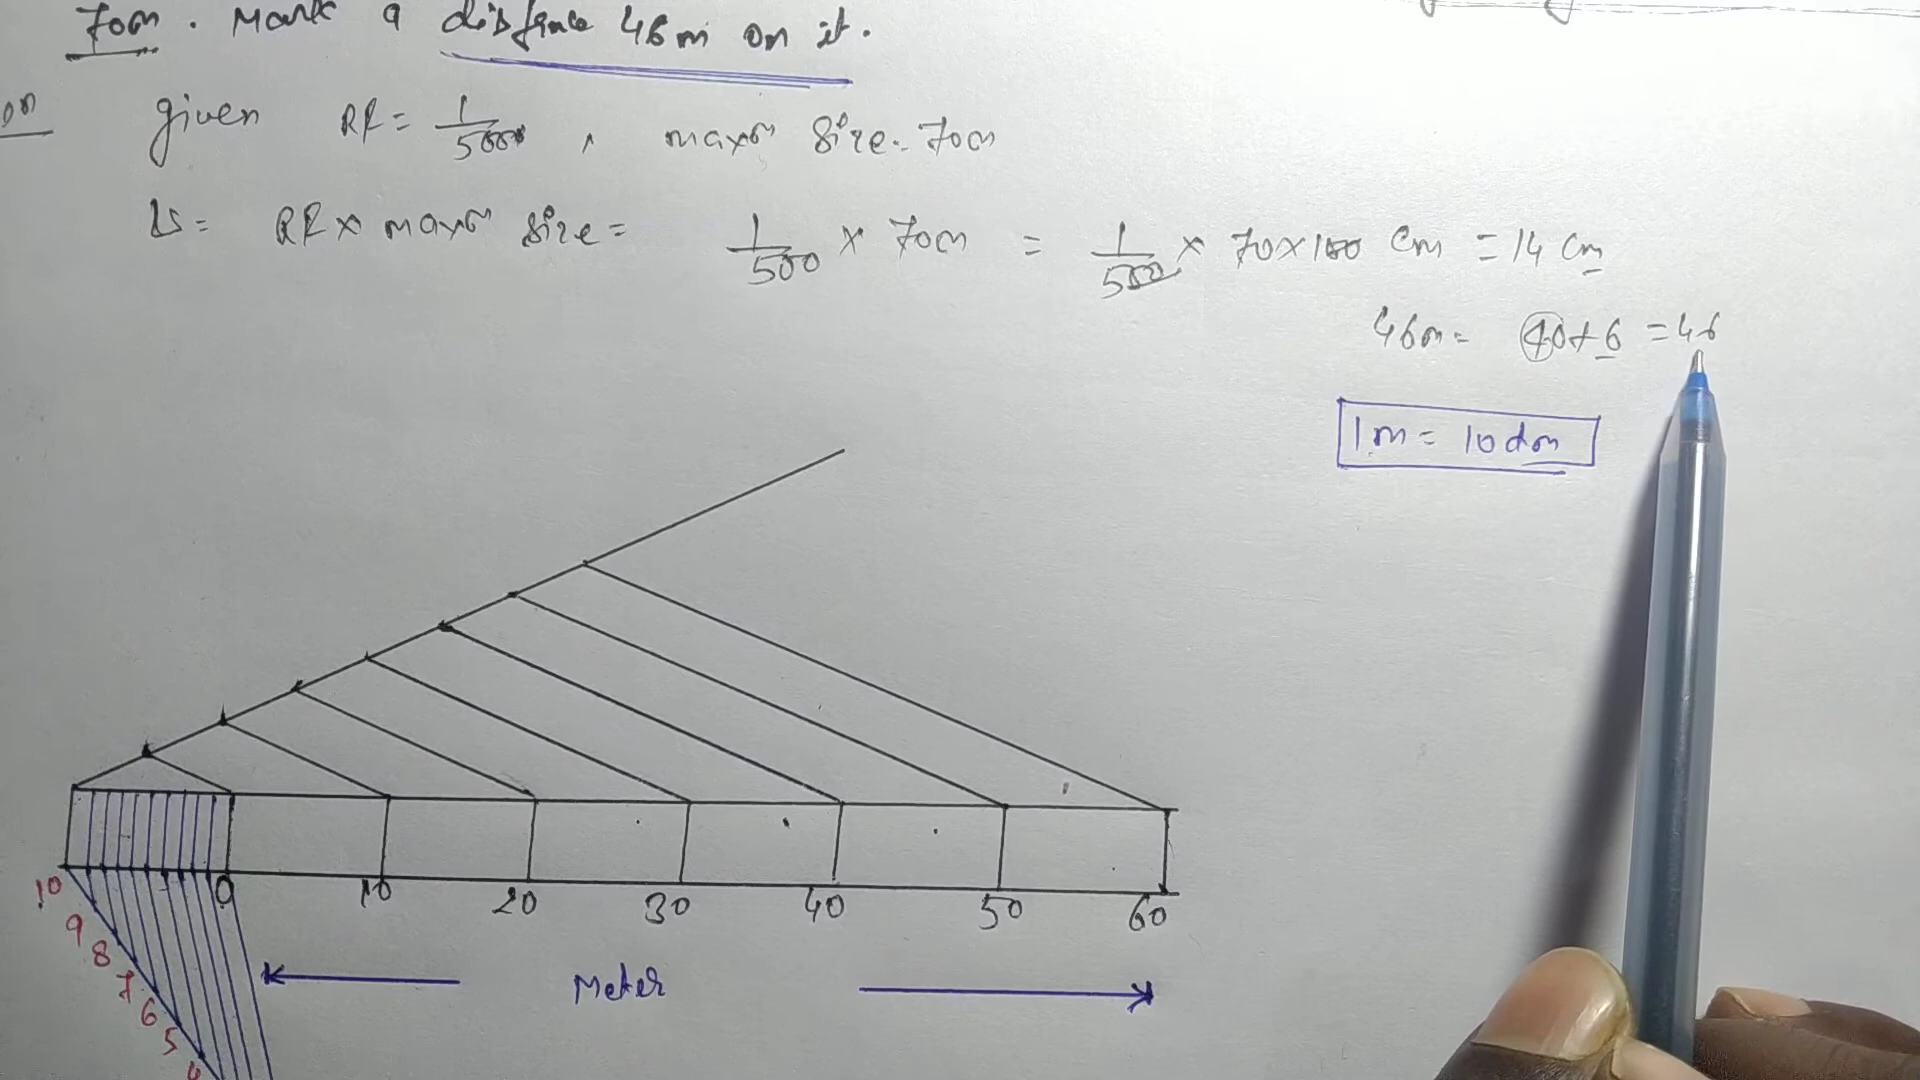 70m. Mark a distance 46m on it.
on
given RF = 1/500, maxm size = 70m
LS = RF × maxm size = 1/500 × 70m = 1/500 × 70×100 cm = 14 cm
46m = 40+6 = 46
1m = 10dm
10 0 10 20 30 40 50 60
9
8
7
6
5
4
Meter